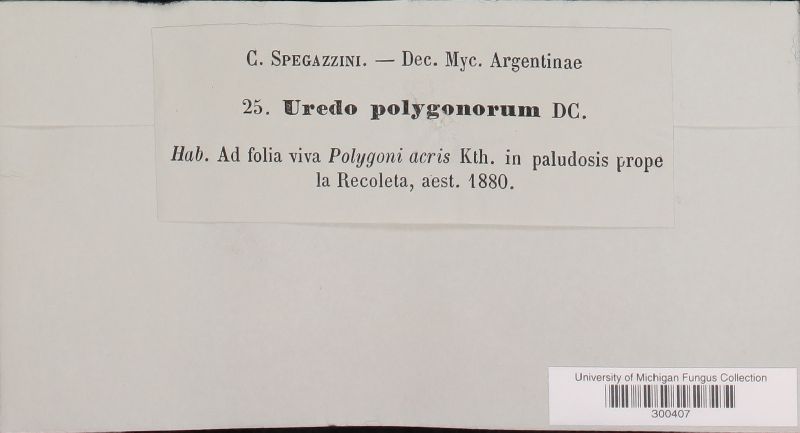 C. SPEGAZZINI. — Dec. Myc. Argentinae
25. Uredo polygonorum DC.
Hab. Ad folia viva Polygoni acris Kth. in paludosis prope
la Recoleta, aest. 1880.
University of Michigan Fungus Collection
300407